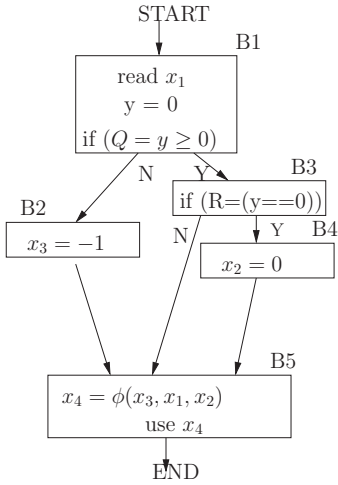 START
B1
read x₁
y = 0
if (Q = y ≥ 0)
N Y
B3
if (R=(y==0))
B2
N Y
B4
x₃ = −1
x₂ = 0
B5
x₄ = ϕ(x₃, x₁, x₂)
use x₄
END